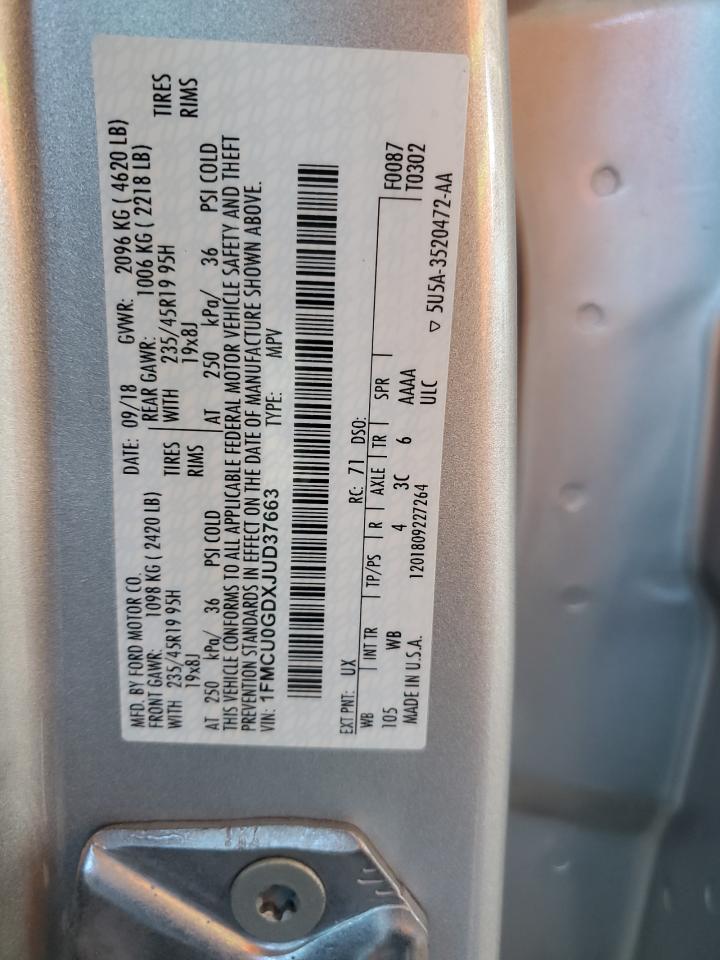 MFD. BY FORD MOTOR CO.
DATE: 09/18 GVWR: 2096 KG ( 4620 LB)
FRONT GAWR: 1098 KG ( 2420 LB) REAR GAWR: 1006 KG ( 2218 LB)
WITH 235/45R19 95H TIRES WITH 235/45R19 95H TIRES
19x8J RIMS 19x8J RIMS
AT 250 kPa/ 36 PSI COLD AT 250 kPa/ 36 PSI COLD
THIS VEHICLE CONFORMS TO ALL APPLICABLE FEDERAL MOTOR VEHICLE SAFETY AND THEFT
PREVENTION STANDARDS IN EFFECT ON THE DATE OF MANUFACTURE SHOWN ABOVE.
VIN: 1FMCU0GDXJUD37663 TYPE: MPV
EXT PNT: UX RC: 71 DSO:
WB INT TR TP/PS R AXLE TR SPR F0087
105 WB 4 3C 6 AAAA T0302
MADE IN U.S.A. 1201809227264 ULC
▽ 5U5A-3520472-AA